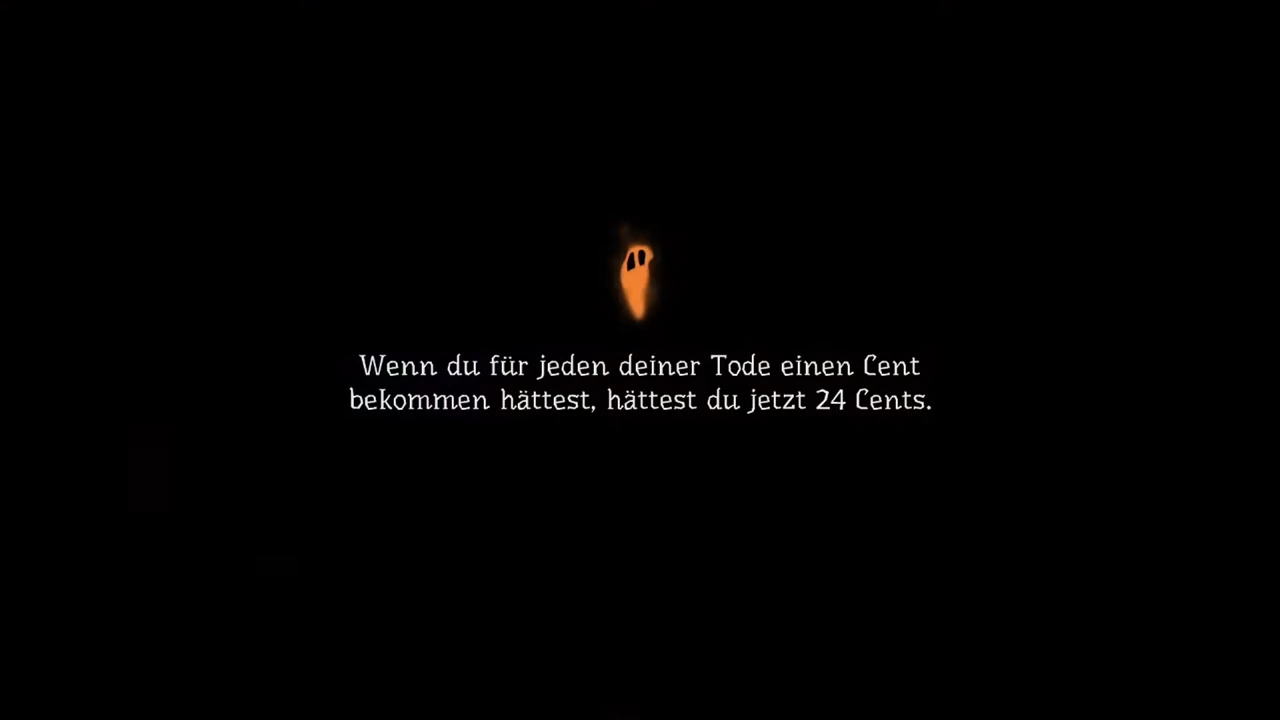 Wenn du für jeden deiner Tode einen Cent
bekommen hättest, hättest du jetzt 24 Cents.